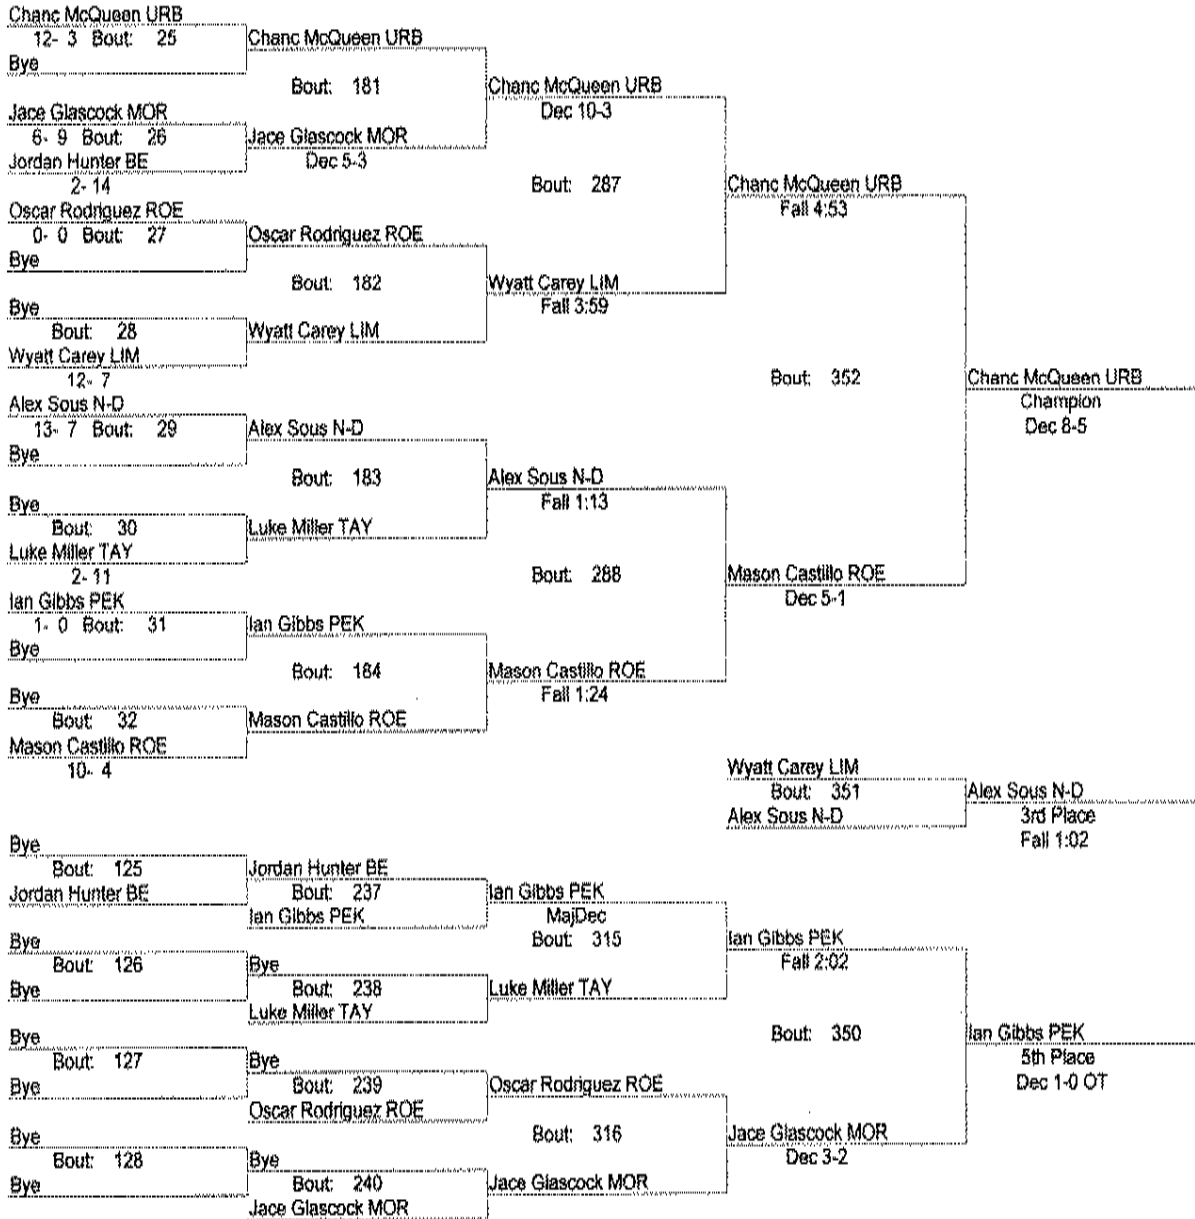 Chanc McQueen URB
12- 3 Bout: 25
Bye
Chanc McQueen URB
Bout: 181
Jace Glascock MOR
6- 9 Bout: 26
Jordan Hunter BE
2- 14
Jace Glascock MOR
Dec 5-3
Chanc McQueen URB
Dec 10-3
Bout: 287
Oscar Rodriguez ROE
0- 0 Bout: 27
Bye
Oscar Rodriguez ROE
Bout: 182
Bye
Bout: 28
Wyatt Carey LIM
12- 7
Wyatt Carey LIM
Wyatt Carey LIM
Fall 3:59
Chanc McQueen URB
Fall 4:53
Bout: 352
Alex Sous N-D
13- 7 Bout: 29
Bye
Alex Sous N-D
Bout: 183
Bye
Bout: 30
Luke Miller TAY
2- 11
Luke Miller TAY
Alex Sous N-D
Fall 1:13
Bout: 288
Ian Gibbs PEK
1- 0 Bout: 31
Bye
Ian Gibbs PEK
Bout: 184
Bye
Bout: 32
Mason Castillo ROE
10- 4
Mason Castillo ROE
Mason Castillo ROE
Fall 1:24
Mason Castillo ROE
Dec 5-1
Chanc McQueen URB
Champion
Dec 8-5
Wyatt Carey LIM
Bout: 351
Alex Sous N-D
Alex Sous N-D
3rd Place
Fall 1:02
Bye
Bout: 125
Jordan Hunter BE
Jordan Hunter BE
Bout: 237
Ian Gibbs PEK
Ian Gibbs PEK
MajDec
Bout: 315
Bye
Bout: 126
Bye
Bye
Bout: 238
Luke Miller TAY
Luke Miller TAY
Ian Gibbs PEK
Fall 2:02
Bout: 350
Bye
Bout: 127
Bye
Bye
Bout: 239
Oscar Rodriguez ROE
Oscar Rodriguez ROE
Bout: 316
Bye
Bout: 128
Bye
Bye
Bout: 240
Jace Glascock MOR
Jace Glascock MOR
Jace Glascock MOR
Dec 3-2
Ian Gibbs PEK
5th Place
Dec 1-0 OT